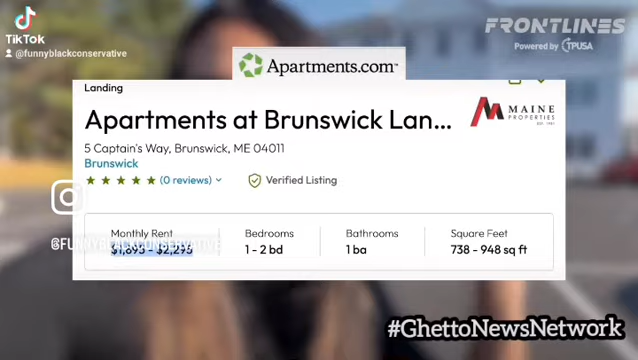 TikTok
@funnyblackconservative
FRONTLINES
Powered by TPUSA
Apartments.com™
Landing
Apartments at Brunswick Lan...
MAINE
PROPERTIES
5 Captain's Way, Brunswick, ME 04011
Brunswick
(0 reviews)
Verified Listing
Monthly Rent
Bedrooms
Bathrooms
Square Feet
@FUNNYBLACKCONSERVATIVE
$1,895 - $2,295
1 - 2 bd
1 ba
738 - 948 sq ft
#GhettoNewsNetwork